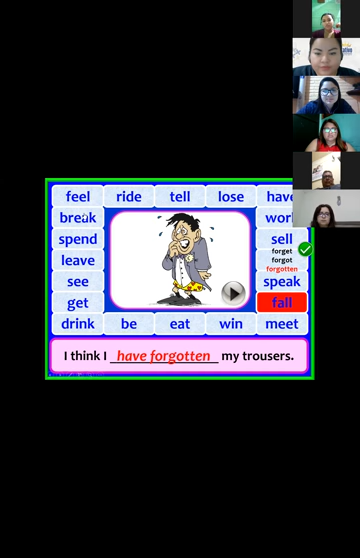 feel ride tell lose have
break
spend sell
forget
forgot
forgotten
leave
see speak
get fall
drink be eat win meet
I think I have forgotten my trousers.